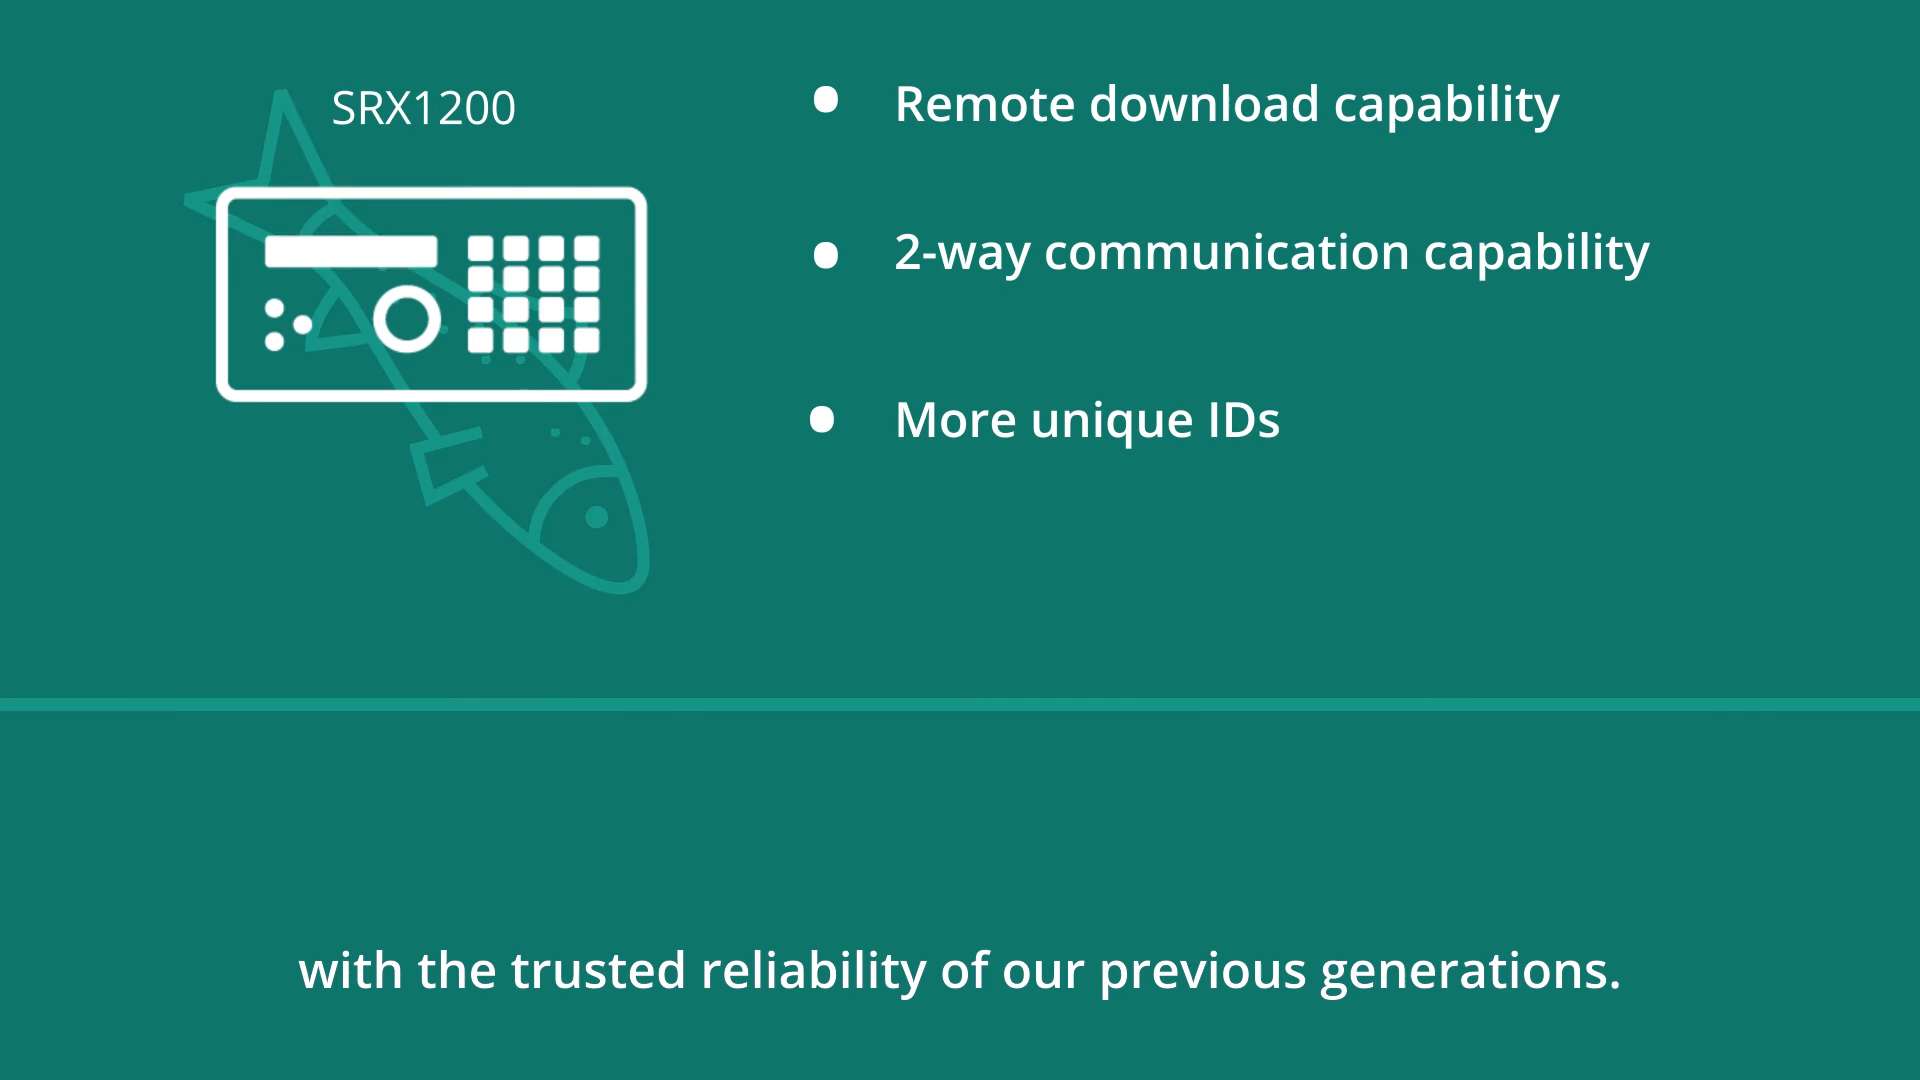 SRX1200
• Remote download capability
• 2-way communication capability
• More unique IDs
with the trusted reliability of our previous generations.